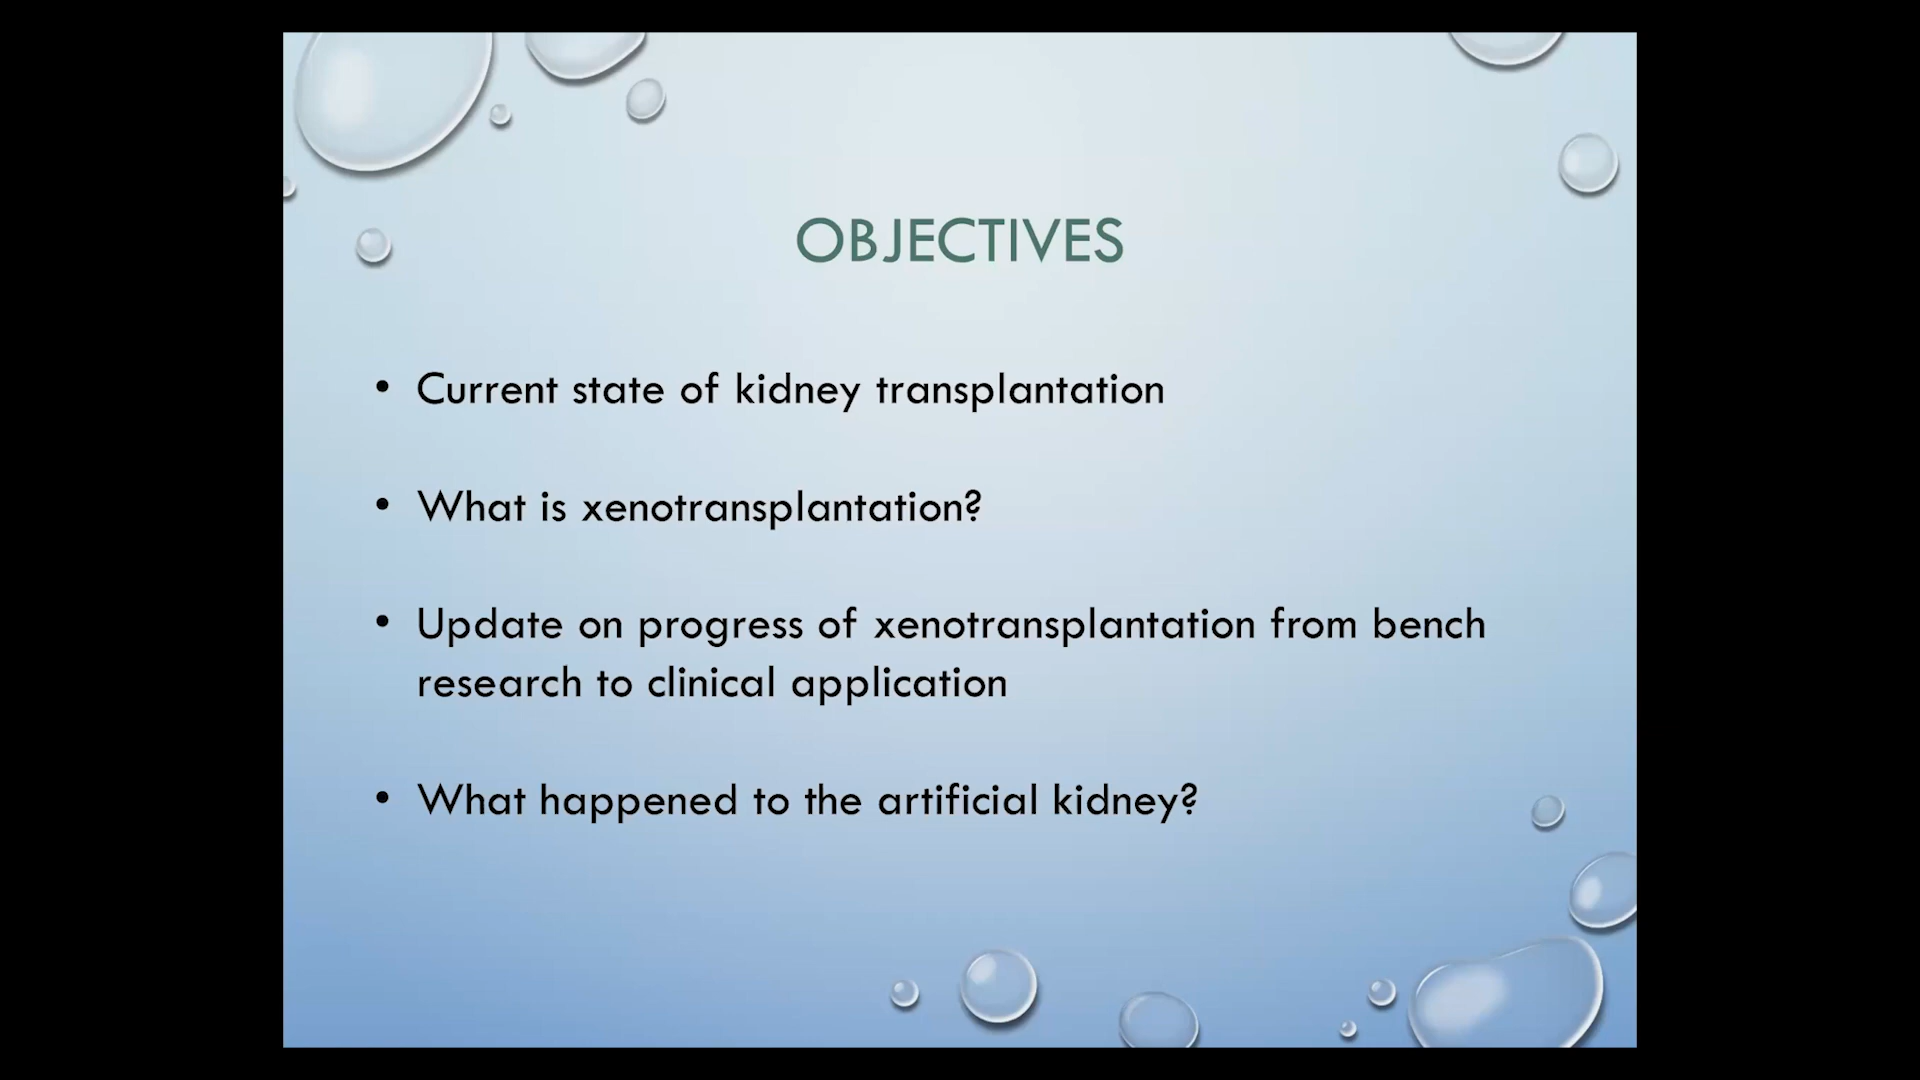 OBJECTIVES
• Current state of kidney transplantation
• What is xenotransplantation?
• Update on progress of xenotransplantation from bench
research to clinical application
• What happened to the artificial kidney?